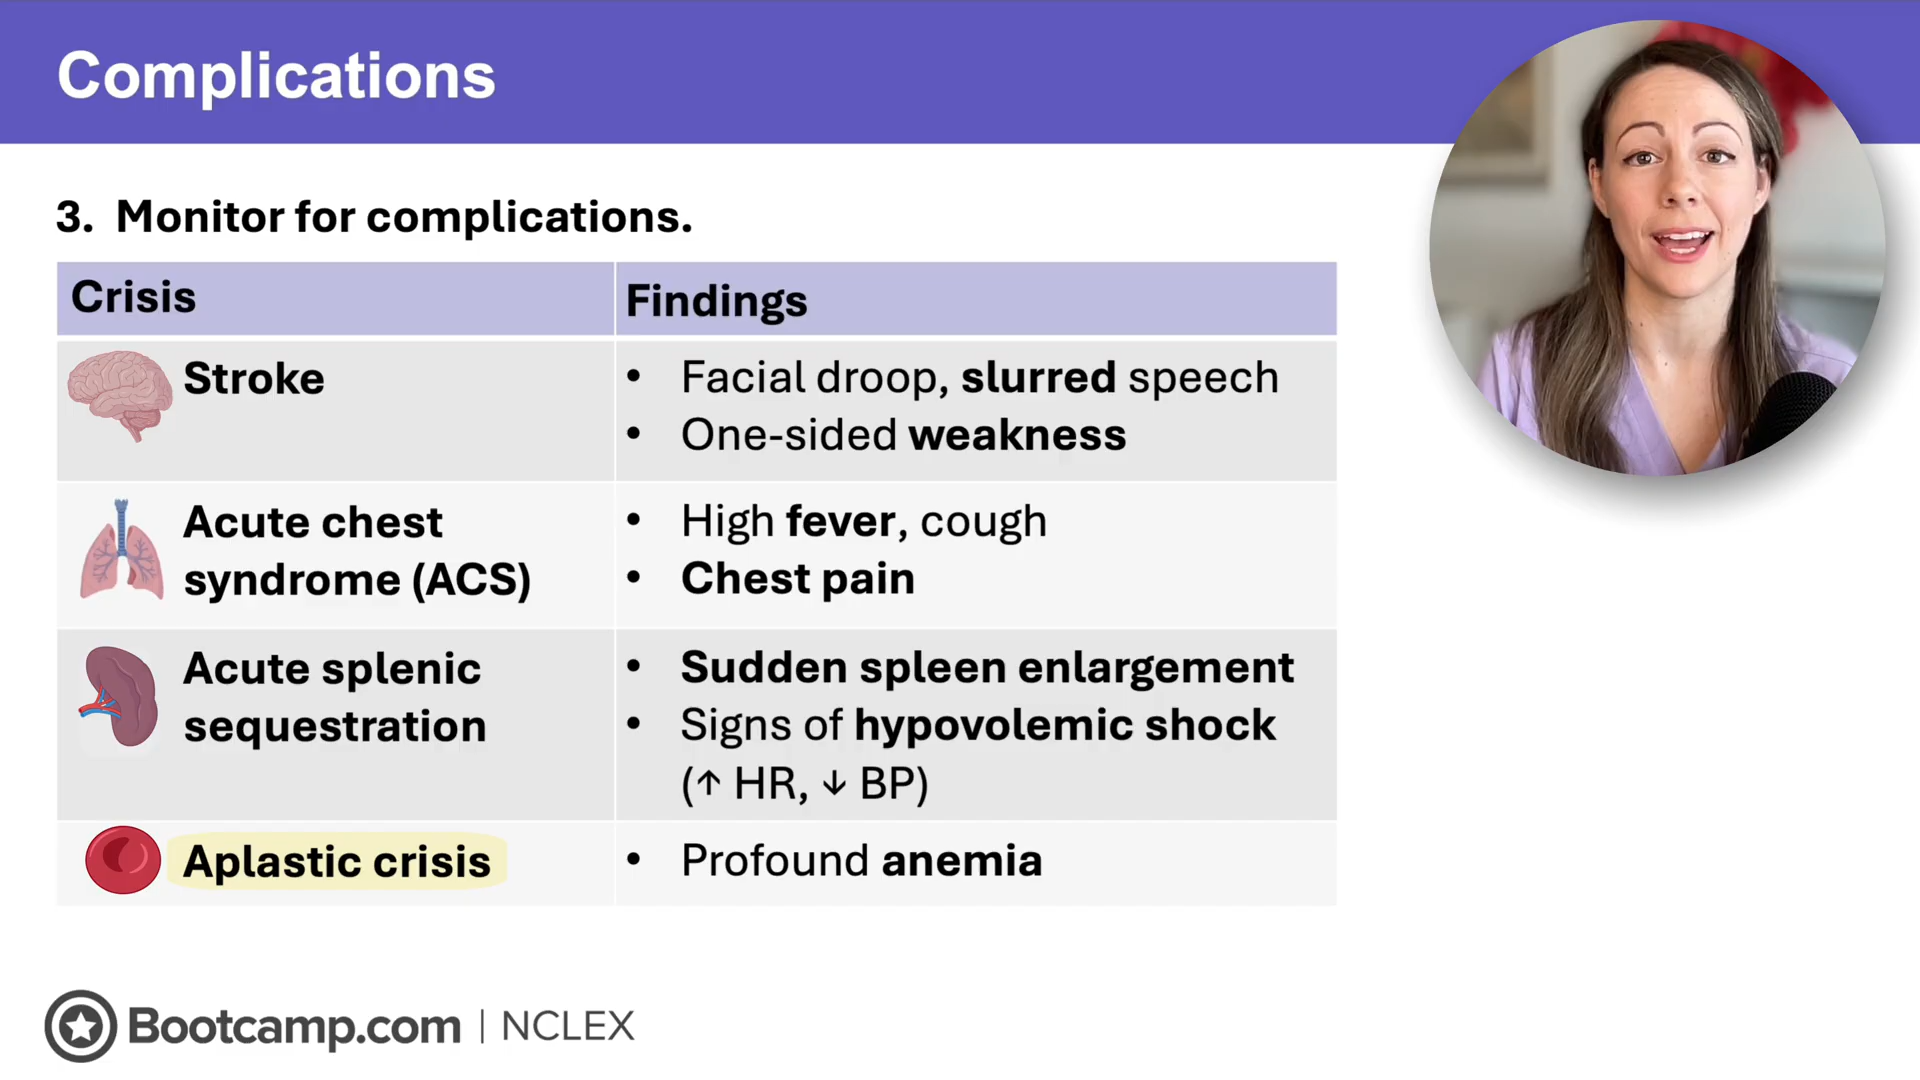 Complications
3. Monitor for complications.
Crisis
Findings
Stroke
• Facial droop, slurred speech
• One-sided weakness
Acute chest
syndrome (ACS)
• High fever, cough
• Chest pain
Acute splenic
sequestration
• Sudden spleen enlargement
• Signs of hypovolemic shock
(↑ HR, ↓ BP)
Aplastic crisis
• Profound anemia
Bootcamp.com | NCLEX